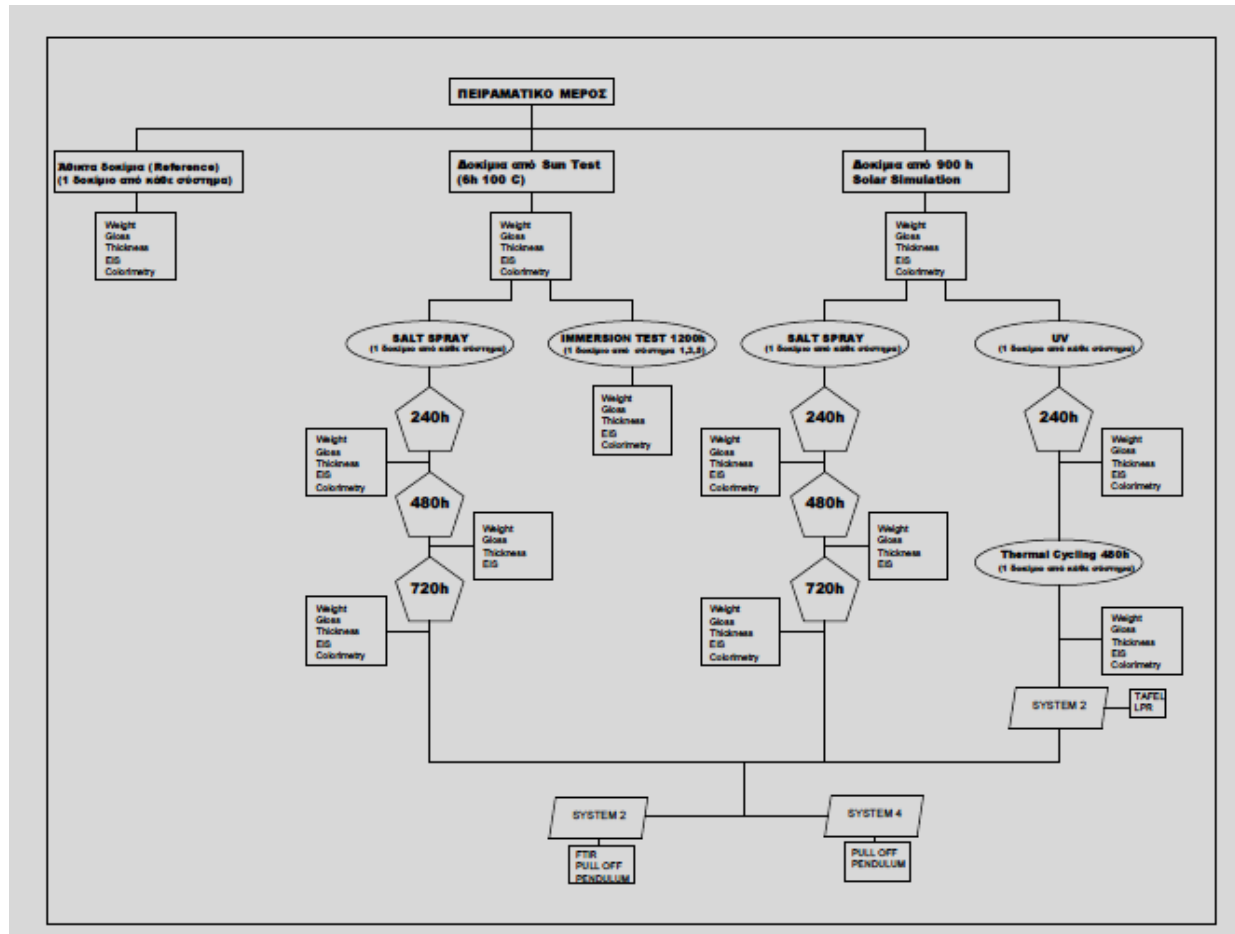 ΠΕΙΡΑΜΑΤΙΚΟ ΜΕΡΟΣ
Άθικτα δοκίμια (Reference)
(1 δοκίμιο από κάθε σύστημα)
Δοκίμια από Sun Test
(6h 100 C)
Δοκίμια από 900 h
Solar Simulation
Weight
Gloss
Thickness
EIS
Colorimetry
Weight
Gloss
Thickness
EIS
Colorimetry
Weight
Gloss
Thickness
EIS
Colorimetry
SALT SPRAY
(1 δοκίμιο από κάθε σύστημα)
IMMERSION TEST 1200h
(1 δοκίμιο από σύστημα 1,3,5)
SALT SPRAY
(1 δοκίμιο από κάθε σύστημα)
UV
(1 δοκίμιο από κάθε σύστημα)
240h
Weight
Gloss
Thickness
EIS
Colorimetry
240h
240h
Weight
Gloss
Thickness
EIS
Colorimetry
Weight
Gloss
Thickness
EIS
Colorimetry
Weight
Gloss
Thickness
EIS
Colorimetry
480h
480h
Weight
Gloss
Thickness
EIS
Weight
Gloss
Thickness
EIS
Thermal Cycling 480h
(1 δοκίμιο από κάθε σύστημα)
720h
720h
Weight
Gloss
Thickness
EIS
Colorimetry
Weight
Gloss
Thickness
EIS
Colorimetry
Weight
Gloss
Thickness
EIS
Colorimetry
SYSTEM 2
TAFEL
LPR
SYSTEM 2
SYSTEM 4
FTIR
PULL OFF
PENDULUM
PULL OFF
PENDULUM